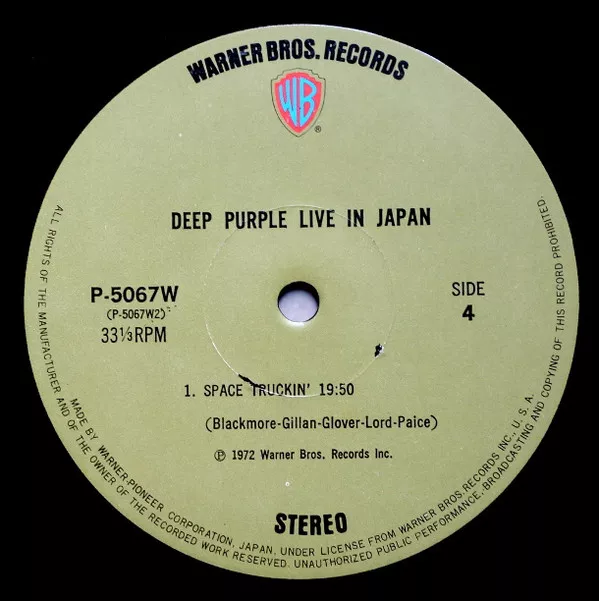 WARNER BROS. RECORDS
WB
®
DEEP PURPLE LIVE IN JAPAN
P-5067W
(P-5067W2)
33⅓RPM
SIDE
4
1. SPACE TRUCKIN' 19:50
(Blackmore-Gillan-Glover-Lord-Paice)
Ⓟ 1972 Warner Bros. Records Inc.
STEREO
MADE BY WARNER-PIONEER CORPORATION, JAPAN, UNDER LICENSE FROM WARNER BROS. RECORDS INC., U. S. A.
ALL RIGHTS OF THE MANUFACTURER AND OF THE OWNER OF THE RECORDED WORK RESERVED. UNAUTHORIZED PUBLIC PERFORMANCE, BROADCASTING AND COPYING OF THIS RECORD PROHIBITED.